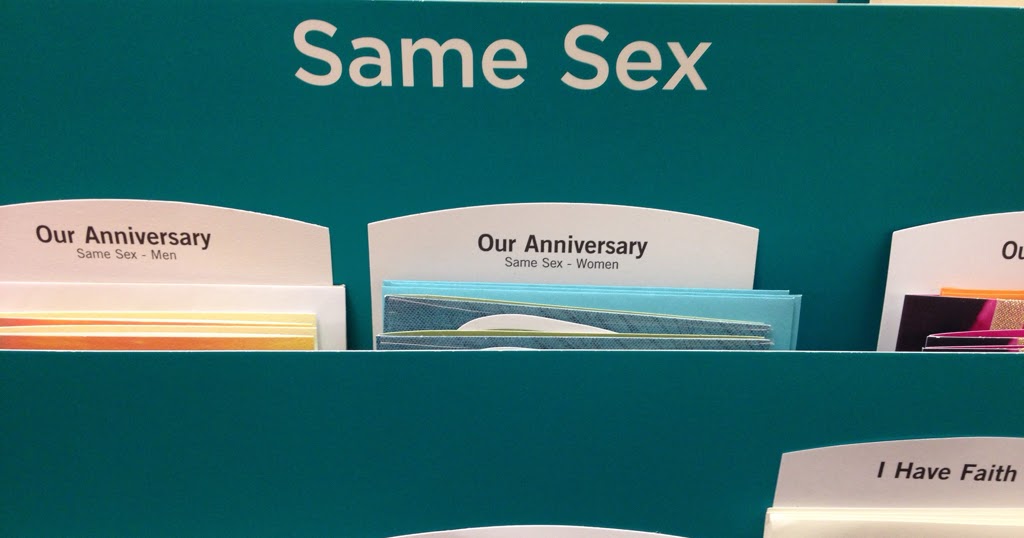 Same Sex
Our Anniversary
Same Sex - Men
Our Anniversary
Same Sex - Women
I Have Faith